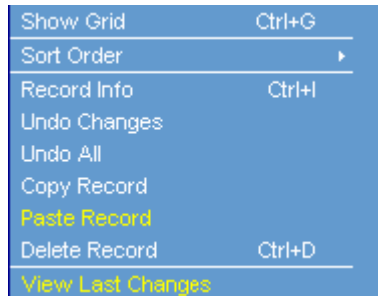 Show Grid Ctrl+G
Sort Order
Record Info Ctrl+I
Undo Changes
Undo All
Copy Record
Paste Record
Delete Record Ctrl+D
View Last Changes